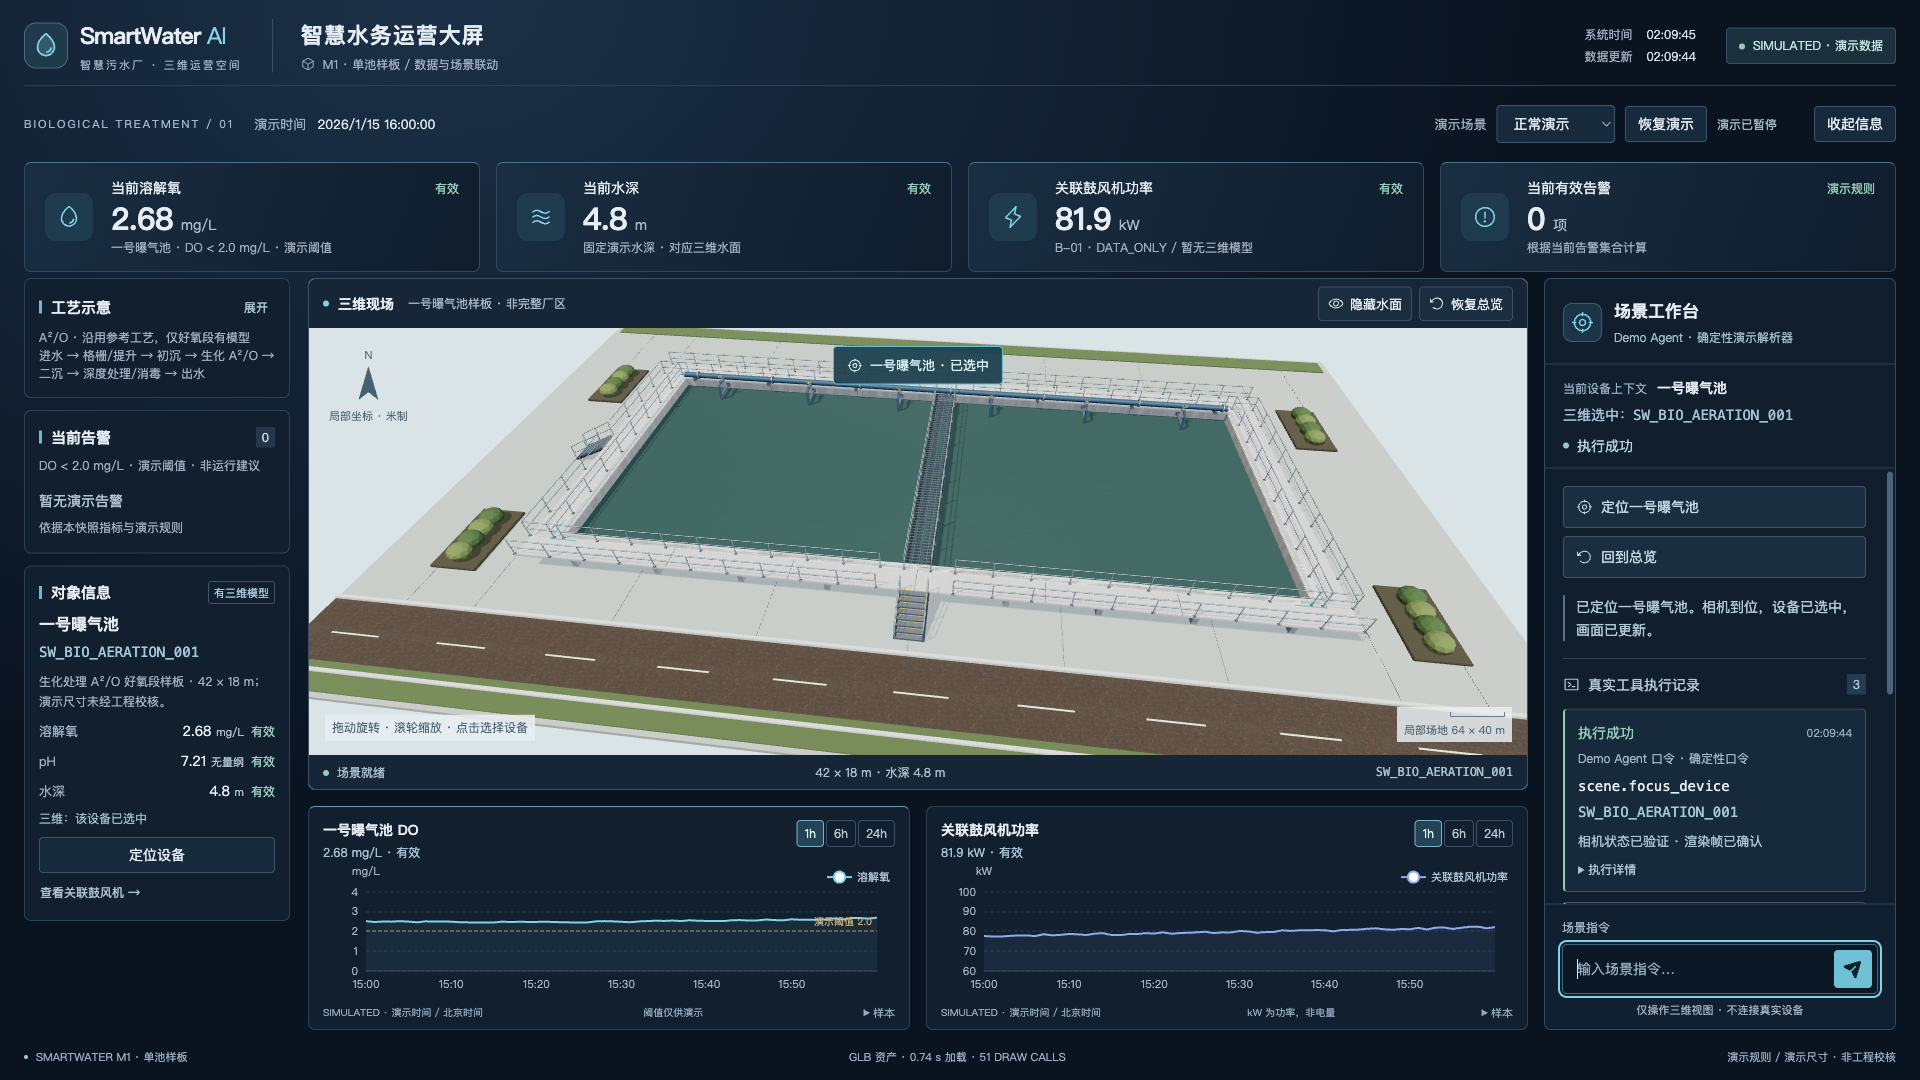 SmartWater AI
智慧污水厂 · 三维运营空间
智慧水务运营大屏
M1 · 单池样板 / 数据与场景联动
系统时间 02:09:45
数据更新 02:09:44
SIMULATED · 演示数据
BIOLOGICAL TREATMENT / 01 演示时间 2026/1/15 16:00:00
演示场景 正常演示 恢复演示 演示已暂停 收起信息
当前溶解氧 有效
2.68 mg/L
一号曝气池 · DO < 2.0 mg/L · 演示阈值
当前水深 有效
4.8 m
固定演示水深 · 对应三维水面
关联鼓风机功率 有效
81.9 kW
B-01 · DATA_ONLY / 暂无三维模型
当前有效告警 演示规则
0 项
根据当前告警集合计算
工艺示意 展开
A²/O · 沿用参考工艺，仅好氧段有模型
进水 → 格栅/提升 → 初沉 → 生化 A²/O →
二沉 → 深度处理/消毒 → 出水
当前告警 0
DO < 2.0 mg/L · 演示阈值 · 非运行建议
暂无演示告警
依据本快照指标与演示规则
对象信息 有三维模型
一号曝气池
SW_BIO_AERATION_001
生化处理 A²/O 好氧段样板 · 42 × 18 m；
演示尺寸未经工程校核。
溶解氧 2.68 mg/L 有效
pH 7.21 无量纲 有效
水深 4.8 m 有效
三维：该设备已选中
定位设备
查看关联鼓风机 →
三维现场 一号曝气池样板 · 非完整厂区
隐藏水面 恢复总览
N
局部坐标 · 米制
一号曝气池 · 已选中
拖动旋转 · 滚轮缩放 · 点击选择设备
局部场地 64 × 40 m
场景就绪 42 × 18 m · 水深 4.8 m SW_BIO_AERATION_001
一号曝气池 DO 1h 6h 24h
2.68 mg/L · 有效
mg/L
溶解氧
4
3
演示阈值 2.0
2
1
0
15:00 15:10 15:20 15:30 15:40 15:50
SIMULATED · 演示时间 / 北京时间 阈值仅供演示 ▶ 样本
关联鼓风机功率 1h 6h 24h
81.9 kW · 有效
kW
关联鼓风机功率
100
90
80
70
60
15:00 15:10 15:20 15:30 15:40 15:50
SIMULATED · 演示时间 / 北京时间 kW 为功率，非电量 ▶ 样本
场景工作台
Demo Agent · 确定性演示解析器
当前设备上下文 一号曝气池
三维选中：SW_BIO_AERATION_001
执行成功
定位一号曝气池
回到总览
已定位一号曝气池。相机到位，设备已选中，
画面已更新。
真实工具执行记录 3
执行成功 02:09:44
Demo Agent 口令 · 确定性口令
scene.focus_device
SW_BIO_AERATION_001
相机状态已验证 · 渲染帧已确认
▶ 执行详情
场景指令
输入场景指令...
仅操作三维视图 · 不连接真实设备
SMARTWATER M1 · 单池样板
GLB 资产 · 0.74 s 加载 · 51 DRAW CALLS
演示规则 / 演示尺寸 · 非工程校核